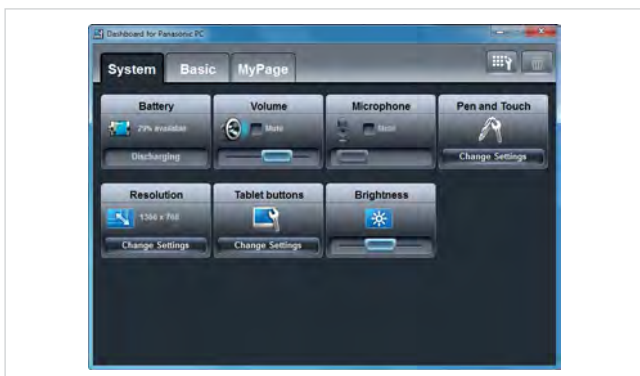 Dashboard for Panasonic PC
System Basic MyPage
Battery Volume Microphone Pen and Touch
29% available Mute Mute
Discharging Change Settings
Resolution Tablet buttons Brightness
1366 x 768
Change Settings Change Settings